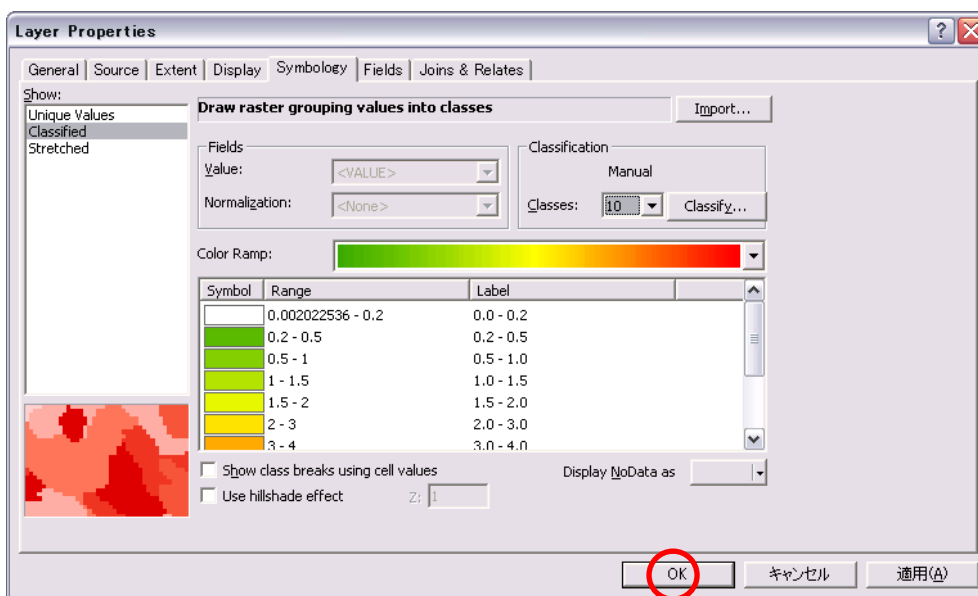 Layer Properties
General Source Extent Display Symbology Fields Joins & Relates
Show:
Unique Values
Classified
Stretched
Draw raster grouping values into classes
Import...
Fields
Value: <VALUE>
Normalization: <None>
Classification
Manual
Classes: 10 Classify...
Color Ramp:
Symbol Range Label
0.002022536 - 0.2 0.0 - 0.2
0.2 - 0.5 0.2 - 0.5
0.5 - 1 0.5 - 1.0
1 - 1.5 1.0 - 1.5
1.5 - 2 1.5 - 2.0
2 - 3 2.0 - 3.0
3 - 4 3.0 - 4.0
Show class breaks using cell values
Display NoData as
Use hillshade effect Z: 1
OK キャンセル 適用(A)